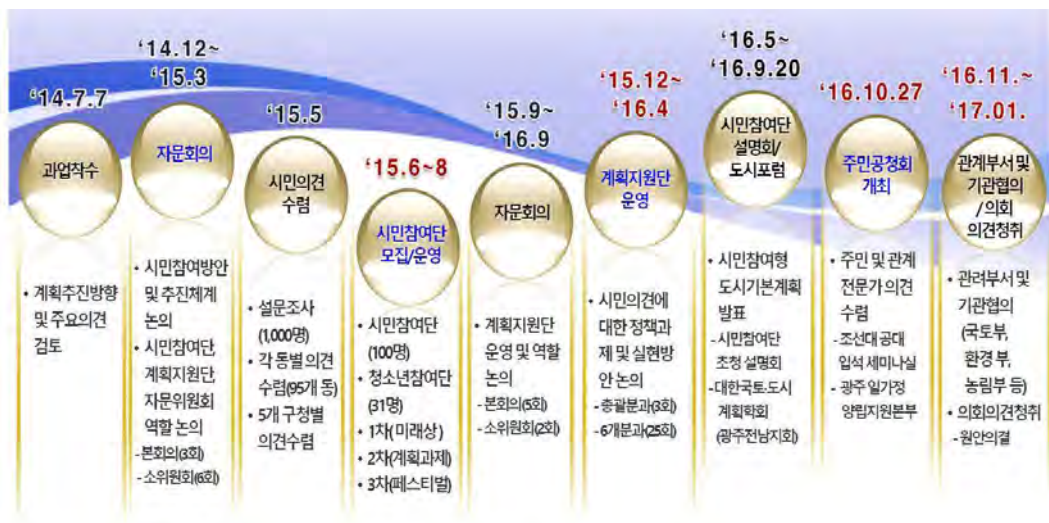 ‘14.7.7
과업착수
• 계획추진방향
및 주요의견
검토
‘14.12~
‘15.3
자문회의
• 시민참여방안
및 추진체계
논의
• 시민참여단,
계획지원단
자문위원회
역할 논의
- 본회의(3회)
- 소위원회(6회)
‘15.5
시민의견
수렴
• 설문조사
(1,000명)
• 각 동별 의견
수렴(95개 동)
• 5개 구청별
의견수렴
‘15.6~8
시민참여단
모집/운영
• 시민참여단
(100명)
• 청소년참여단
(31명)
• 1차(미래상)
• 2차(계획과제)
• 3차(페스티벌)
‘15.9~
‘16.9
자문회의
• 계획지원단
운영 및 역할
논의
- 본회의(5회)
- 소위원회(2회)
‘15.12~
‘16.4
계획지원단
운영
• 시민의견에
대한 정책과
제 및 실현방
안 논의
- 총괄분과(3회)
- 6개분과(25회)
‘16.5~
‘16.9.20
시민참여단
설명회/
도시포럼
• 시민참여형
도시기본계획
발표
- 시민참여단
초청 설명회
- 대한국토·도시
계획학회
(광주전남지회)
‘16.10.27
주민공청회
개최
• 주민 및 관계
전문가 의견
수렴
- 조선대 공대
입석 세미나실
- 광주 일가정
양립지원본부
‘16.11.~
‘17.01.
관계부서 및
기관협의
/의회
의견청취
• 관려부서 및
기관협의
(국토부,
환경부,
농림부 등)
• 의회의견청취
- 원안의결